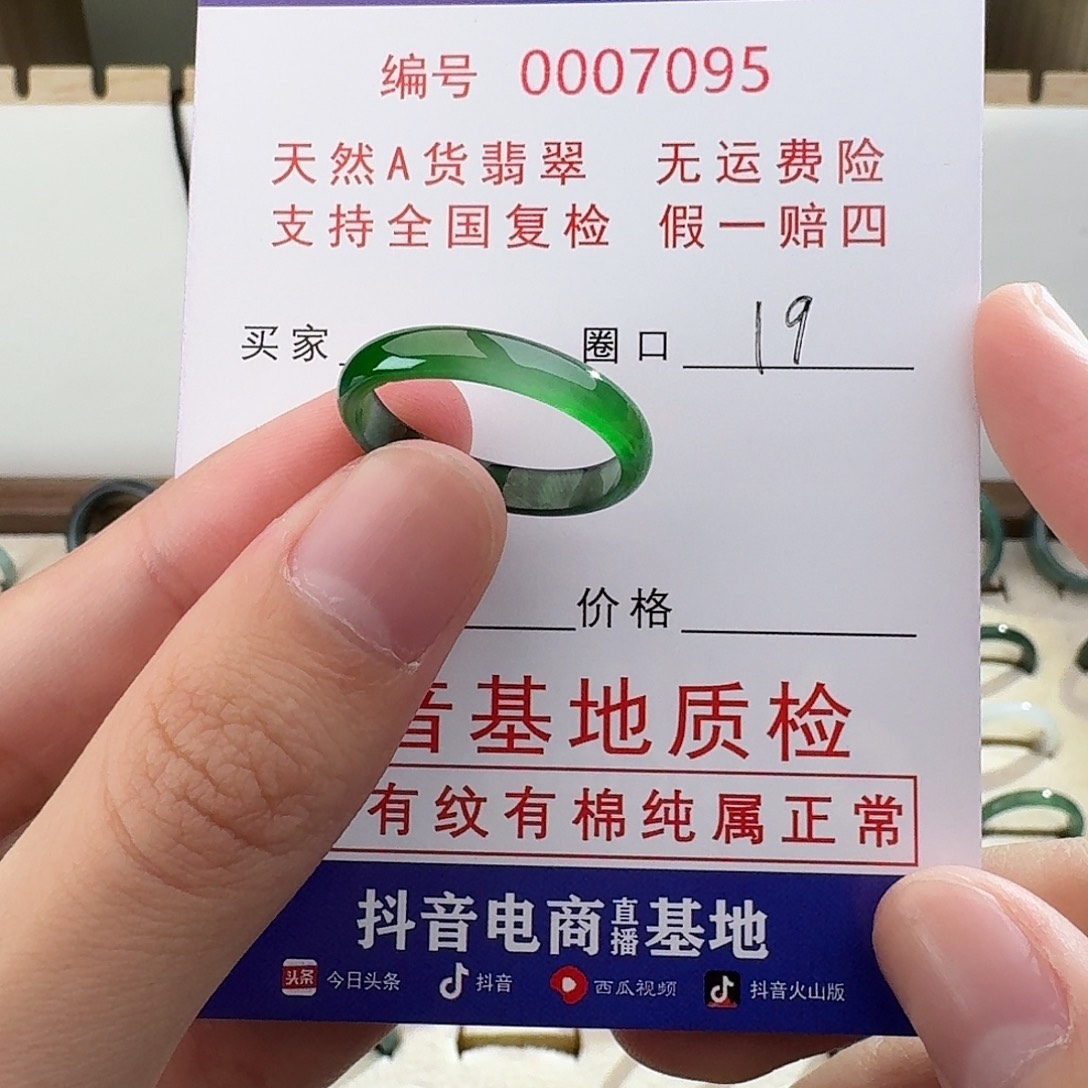 编号 0007095
天然A货翡翠 无运费险
支持全国复检 假一赔四
买家 圈口 19
价格
音基地质检
有纹有棉纯属正常
抖音电商直播基地
头条 今日头条 抖音 西瓜视频 抖音火山版